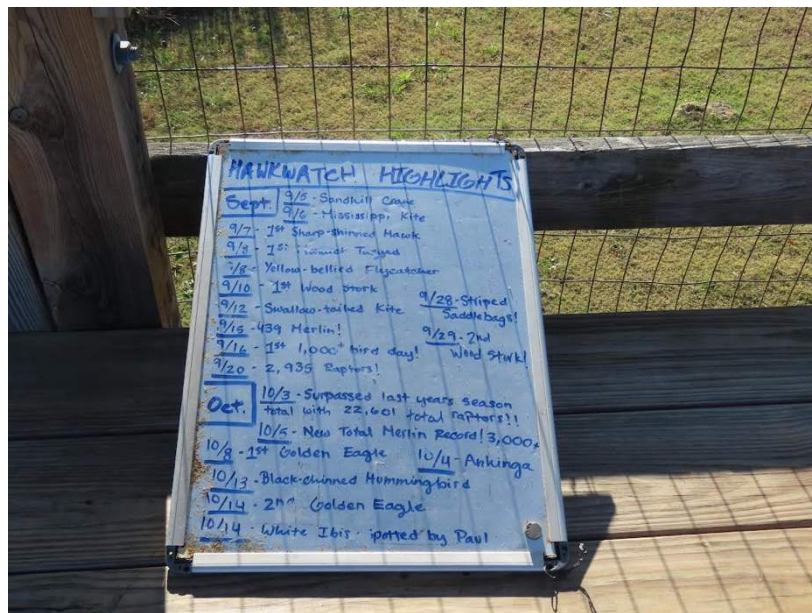 HAWKWATCH HIGHLIGHTS
Sept. 9/5 - Sandhill Crane
9/6 - Mississippi Kite
9/7 - 1st Sharp-shinned Hawk
1st Tagged
/8 - Yellow-bellied Flycatcher
9/10 - 1st Wood Stork
9/12 - Swallow-tailed Kite
9/28 - Striped
Saddlebags!
9/15 - 439 Merlin!
9/29 - 2nd
Wood Stork!
9/16 - 1st 1,000+ bird day!
9/20 - 2,935 Raptors!
Oct. 10/3 - Surpassed last years season
total with 22,601 total raptors!!
10/5 - New Total Merlin Record! 3,000+
10/8 - 1st Golden Eagle
10/4 - Anhinga
10/13 - Black-chinned Hummingbird
10/14 - 2nd Golden Eagle
10/14 - White Ibis - spotted by Paul